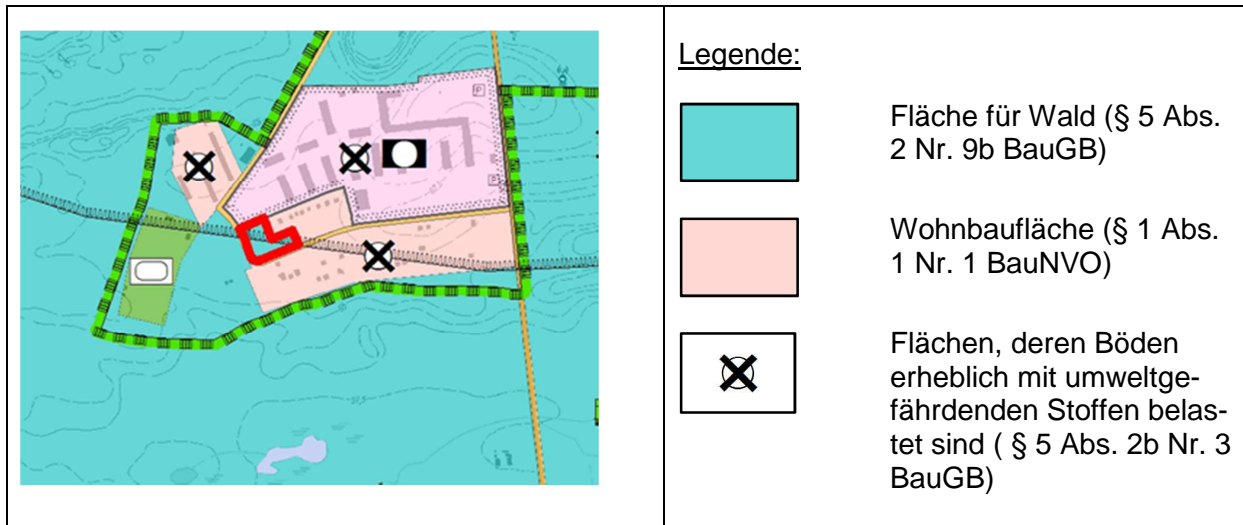 Legende:
Fläche für Wald (§ 5 Abs.
2 Nr. 9b BauGB)
Wohnbaufläche (§ 1 Abs.
1 Nr. 1 BauNVO)
Flächen, deren Böden
erheblich mit umweltge-
fährdenden Stoffen belas-
tet sind ( § 5 Abs. 2b Nr. 3
BauGB)